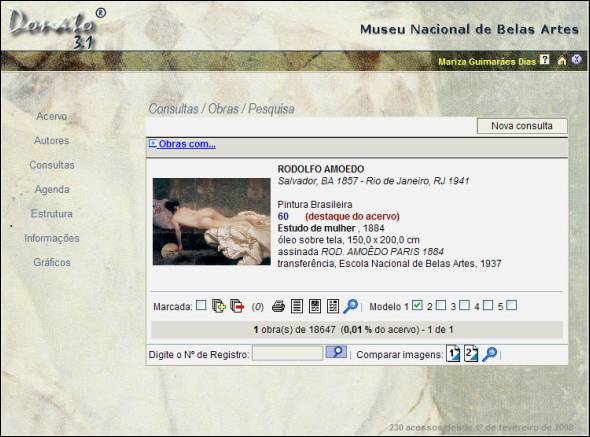 Donato®
3.1
Museu Nacional de Belas Artes
Mariza Guimarães Dias ? X
Acervo
Autores
Consultas
Agenda
Estrutura
Informações
Gráficos
Consultas / Obras / Pesquisa
Nova consulta
Obras com...
RODOLFO AMOEDO
Salvador, BA 1857 - Rio de Janeiro, RJ 1941
Pintura Brasileira
60 (destaque do acervo)
Estudo de mulher , 1884
óleo sobre tela, 150,0 x 200,0 cm
assinada ROD. AMOÊDO PARIS 1884
transferência, Escola Nacional de Belas Artes, 1937
Marcada: (0) | Modelo 1 2 3 4 5
1 obra(s) de 18647 (0,01 % do acervo) - 1 de 1
Digite o Nº de Registro: | Comparar imagens: 1 2 |
230 acessos desde 1º de fevereiro de 2008